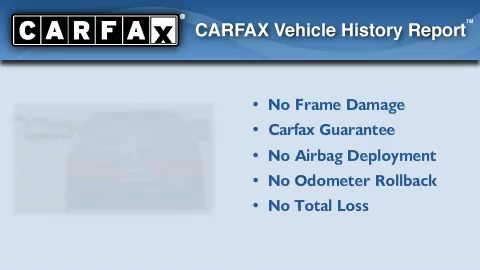 CARFAX® CARFAX Vehicle History Report™
• No Frame Damage
• Carfax Guarantee
• No Airbag Deployment
• No Odometer Rollback
• No Total Loss